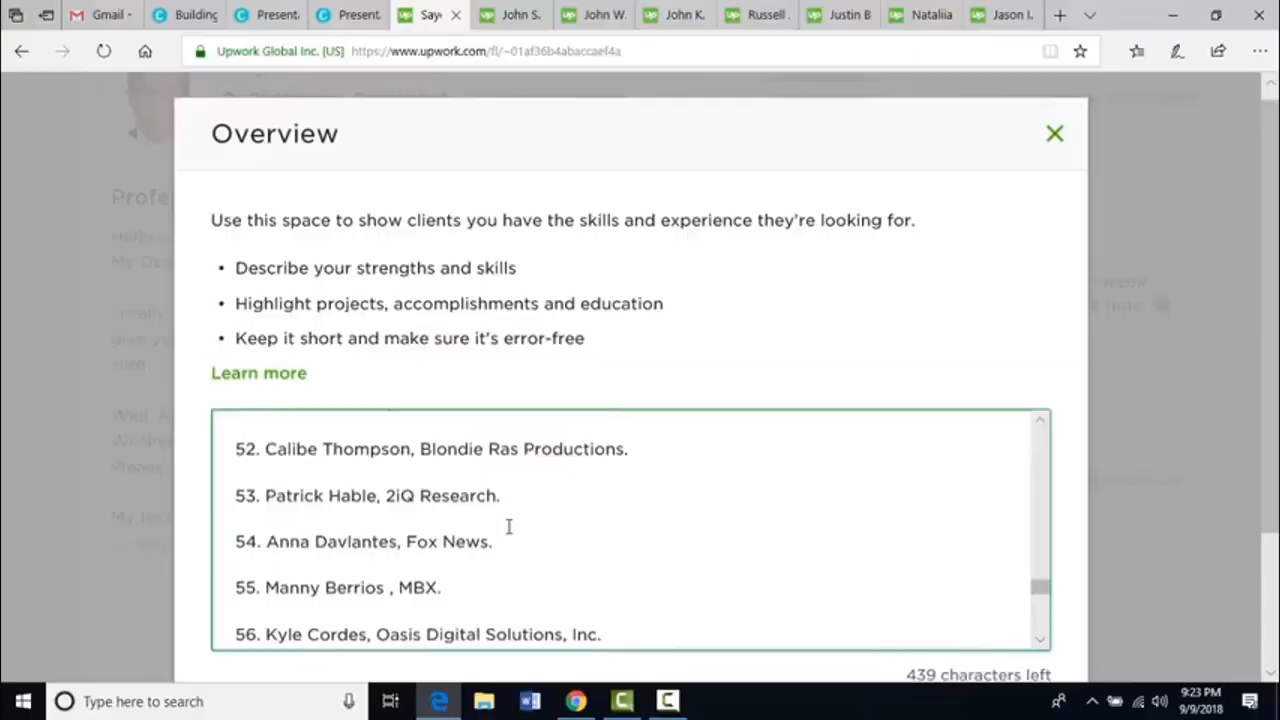 Gmail -
Building
Present
Present
Say
John S.
John W.
John K.
Russell
Justin B
Nataliia
Jason I.
Upwork Global Inc. [US] https://www.upwork.com/fl/~01af36b4abaccaef4a
Overview
Use this space to show clients you have the skills and experience they're looking for.
• Describe your strengths and skills
• Highlight projects, accomplishments and education
• Keep it short and make sure it's error-free
Learn more
52. Calibe Thompson, Blondie Ras Productions.
53. Patrick Hable, 2iQ Research.
54. Anna Davlantes, Fox News.
55. Manny Berrios , MBX.
56. Kyle Cordes, Oasis Digital Solutions, Inc.
439 characters left
Type here to search
9:23 PM
9/9/2018